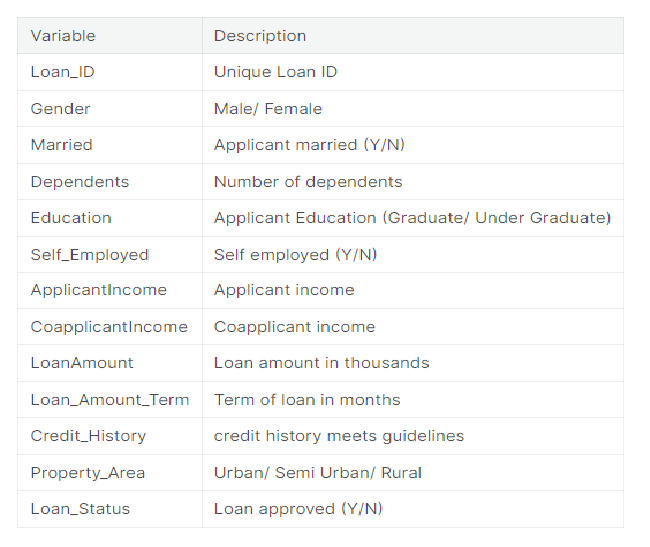 Variable Description
Loan_ID Unique Loan ID
Gender Male/ Female
Married Applicant married (Y/N)
Dependents Number of dependents
Education Applicant Education (Graduate/ Under Graduate)
Self_Employed Self employed (Y/N)
ApplicantIncome Applicant income
CoapplicantIncome Coapplicant income
LoanAmount Loan amount in thousands
Loan_Amount_Term Term of loan in months
Credit_History credit history meets guidelines
Property_Area Urban/ Semi Urban/ Rural
Loan_Status Loan approved (Y/N)